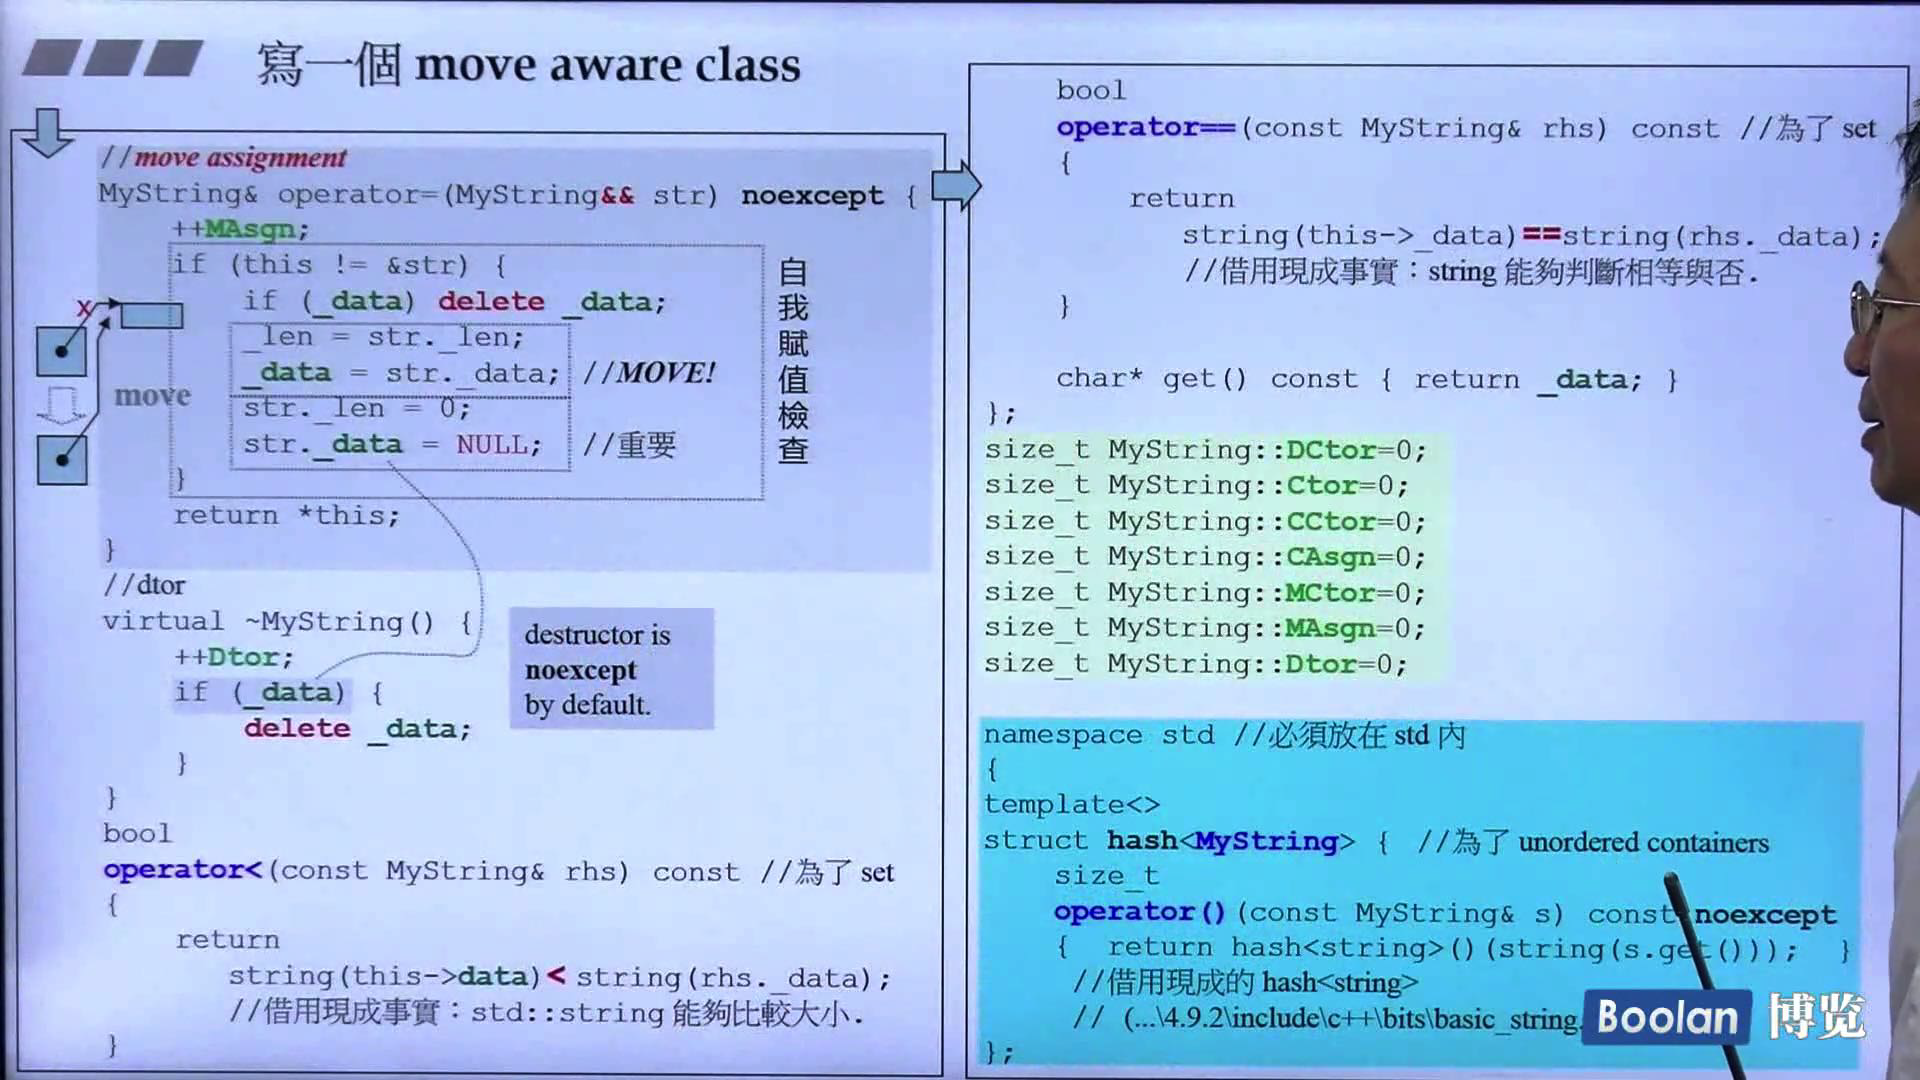 寫一個 move aware class
//move assignment
MyString& operator=(MyString&& str) noexcept {
++MAsgn;
if (this != &str) {
if (_data) delete _data;
_len = str._len;
_data = str._data; //MOVE!
str._len = 0;
str._data = NULL; //重要
}
return *this;
}
自我賦值檢查
x
move
//dtor
virtual ~MyString() {
++Dtor;
if (_data) {
delete _data;
}
}
destructor is
noexcept
by default.
bool
operator<(const MyString& rhs) const //為了 set
{
return
string(this->data)< string(rhs._data);
//借用現成事實：std::string 能夠比較大小.
}
bool
operator==(const MyString& rhs) const //為了 set
{
return
string(this->_data)==string(rhs._data);
//借用現成事實：string 能夠判斷相等與否.
}
char* get() const { return _data; }
};
size_t MyString::DCtor=0;
size_t MyString::Ctor=0;
size_t MyString::CCtor=0;
size_t MyString::CAsgn=0;
size_t MyString::MCtor=0;
size_t MyString::MAsgn=0;
size_t MyString::Dtor=0;
namespace std //必須放在 std 內
{
template<>
struct hash<MyString> { //為了 unordered containers
size_t
operator()(const MyString& s) const noexcept
{ return hash<string>()(string(s.get())); }
//借用現成的 hash<string>
// (...\4.9.2\include\c++\bits\basic_string.
};
Boolan 博览